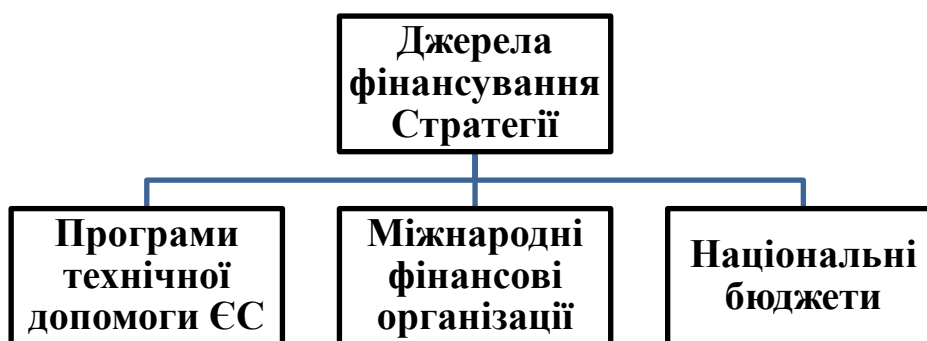 Джерела
фінансування
Стратегії
Програми
технічної
допомоги ЄС
Міжнародні
фінансові
організації
Національні
бюджети